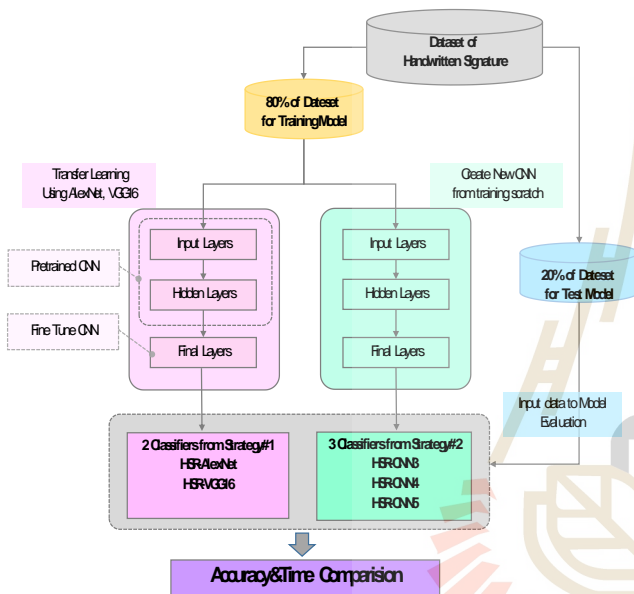 Dataset of
Handwritten Signature
80% of Dateset
for Training Model
Transfer Learning
Using AlexNet, VGG16
Create New CNN
from training scratch
Input Layers
Input Layers
Pretrained CNN
20% of Dateset
for Test Model
Hidden Layers
Hidden Layers
Fine Tune CNN
Final Layers
Final Layers
Input data to Model
Evaluation
2 Classifiers from Strategy#1
HSR-AlexNet
HSR-VGG16
3 Classifiers from Strategy#2
HSR-CNN3
HSR-CNN4
HSR-CNN5
Accuracy&Time Comparision